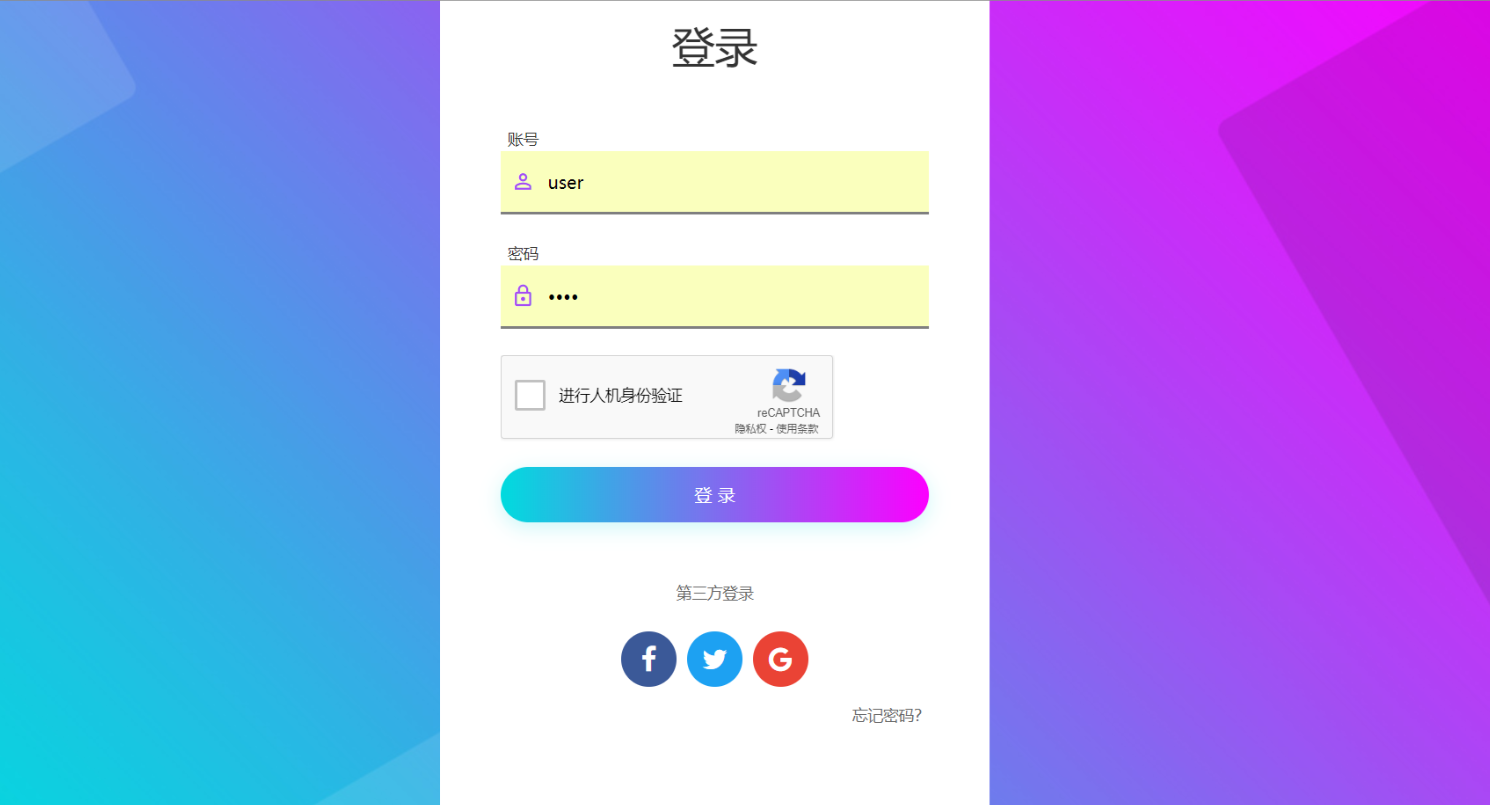 登录
账号
user
密码
••••
进行人机身份验证
reCAPTCHA
隐私权 - 使用条款
登 录
第三方登录
忘记密码?